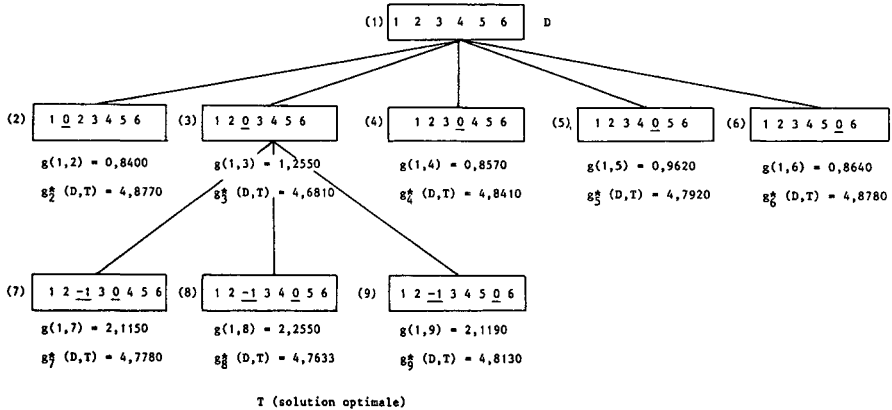 (1) 1 2 3 4 5 6 D
(2) 1 0 2 3 4 5 6 (3) 1 2 0 3 4 5 6 (4) 1 2 3 0 4 5 6 (5) 1 2 3 4 0 5 6 (6) 1 2 3 4 5 0 6
g(1,2) = 0,8400 g(1,3) = 1,2550 g(1,4) = 0,8570 g(1,5) = 0,9620 g(1,6) = 0,8640
g*2 (D,T) = 4,8770 g*3 (D,T) = 4,6810 g*4 (D,T) = 4,8410 g*5 (D,T) = 4,7920 g*6 (D,T) = 4,8780
(7) 1 2 -1 3 0 4 5 6 (8) 1 2 -1 3 4 0 5 6 (9) 1 2 -1 3 4 5 0 6
g(1,7) = 2,1150 g(1,8) = 2,2550 g(1,9) = 2,1190
g*7 (D,T) = 4,7780 g*8 (D,T) = 4,7633 g*9 (D,T) = 4,8130
T (solution optimale)